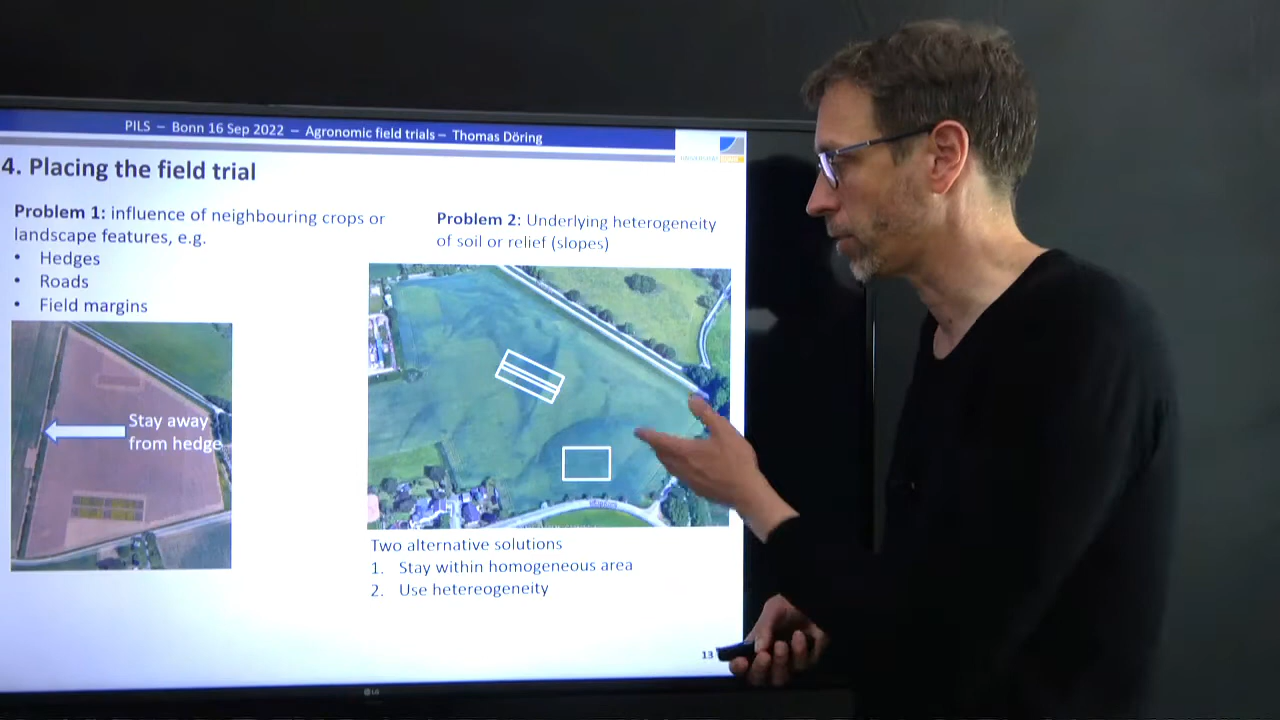 PILS – Bonn 16 Sep 2022 – Agronomic field trials – Thomas Döring
4. Placing the field trial
Problem 1: influence of neighbouring crops or
landscape features, e.g.
• Hedges
• Roads
• Field margins
Stay away
from hedge
Problem 2: Underlying heterogeneity
of soil or relief (slopes)
Two alternative solutions
1. Stay within homogeneous area
2. Use hetereogeneity
13
LG